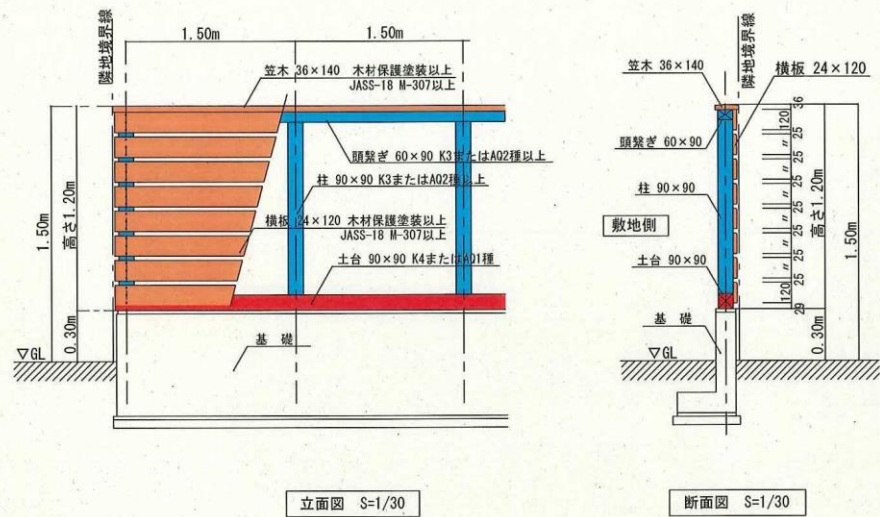 隣地境界線
1.50m
1.50m
笠木 36×140 木材保護塗装以上
JASS-18 M-307以上
頭繋ぎ 60×90 K3またはAQ2種以上
柱 90×90 K3またはAQ2種以上
横板 24×120 木材保護塗装以上
JASS-18 M-307以上
土台 90×90 K4またはAQ1種
基 礎
1.50m
高さ1.20m
0.30m
▽GL
立面図 S=1/30
隣地境界線
笠木 36×140
横板 24×120
頭繋ぎ 60×90
柱 90×90
敷地側
土台 90×90
基 礎
▽GL
36
120
25
〃
25
〃
25
〃
25
〃
25
〃
25
〃
25
120
29
高さ1.20m
0.30m
1.50m
断面図 S=1/30